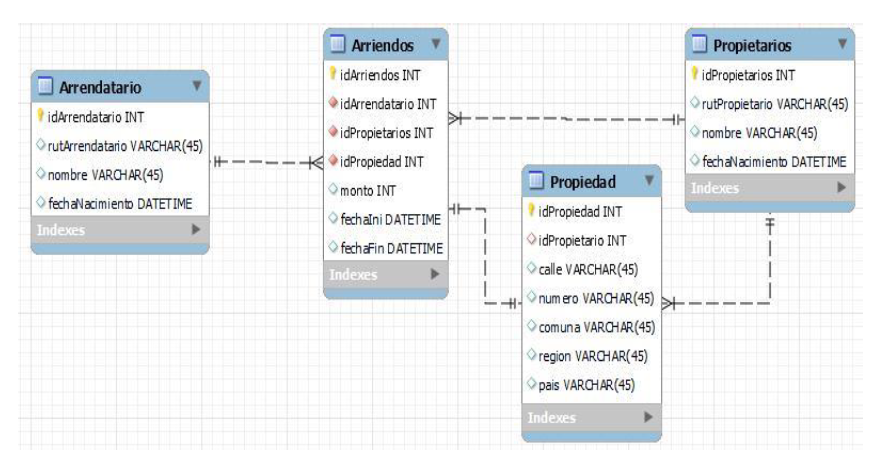 Arrendatario
idArrendatario INT
rutArrendatario VARCHAR(45)
nombre VARCHAR(45)
fechaNacimiento DATETIME
Indexes
Arriendos
idArriendos INT
idArrendatario INT
idPropietarios INT
idPropiedad INT
monto INT
fechaIni DATETIME
fechaFin DATETIME
Indexes
Propiedad
idPropiedad INT
idPropietario INT
calle VARCHAR(45)
numero VARCHAR(45)
comuna VARCHAR(45)
region VARCHAR(45)
pais VARCHAR(45)
Indexes
Propietarios
idPropietarios INT
rutPropietario VARCHAR(45)
nombre VARCHAR(45)
fechaNacimiento DATETIME
Indexes